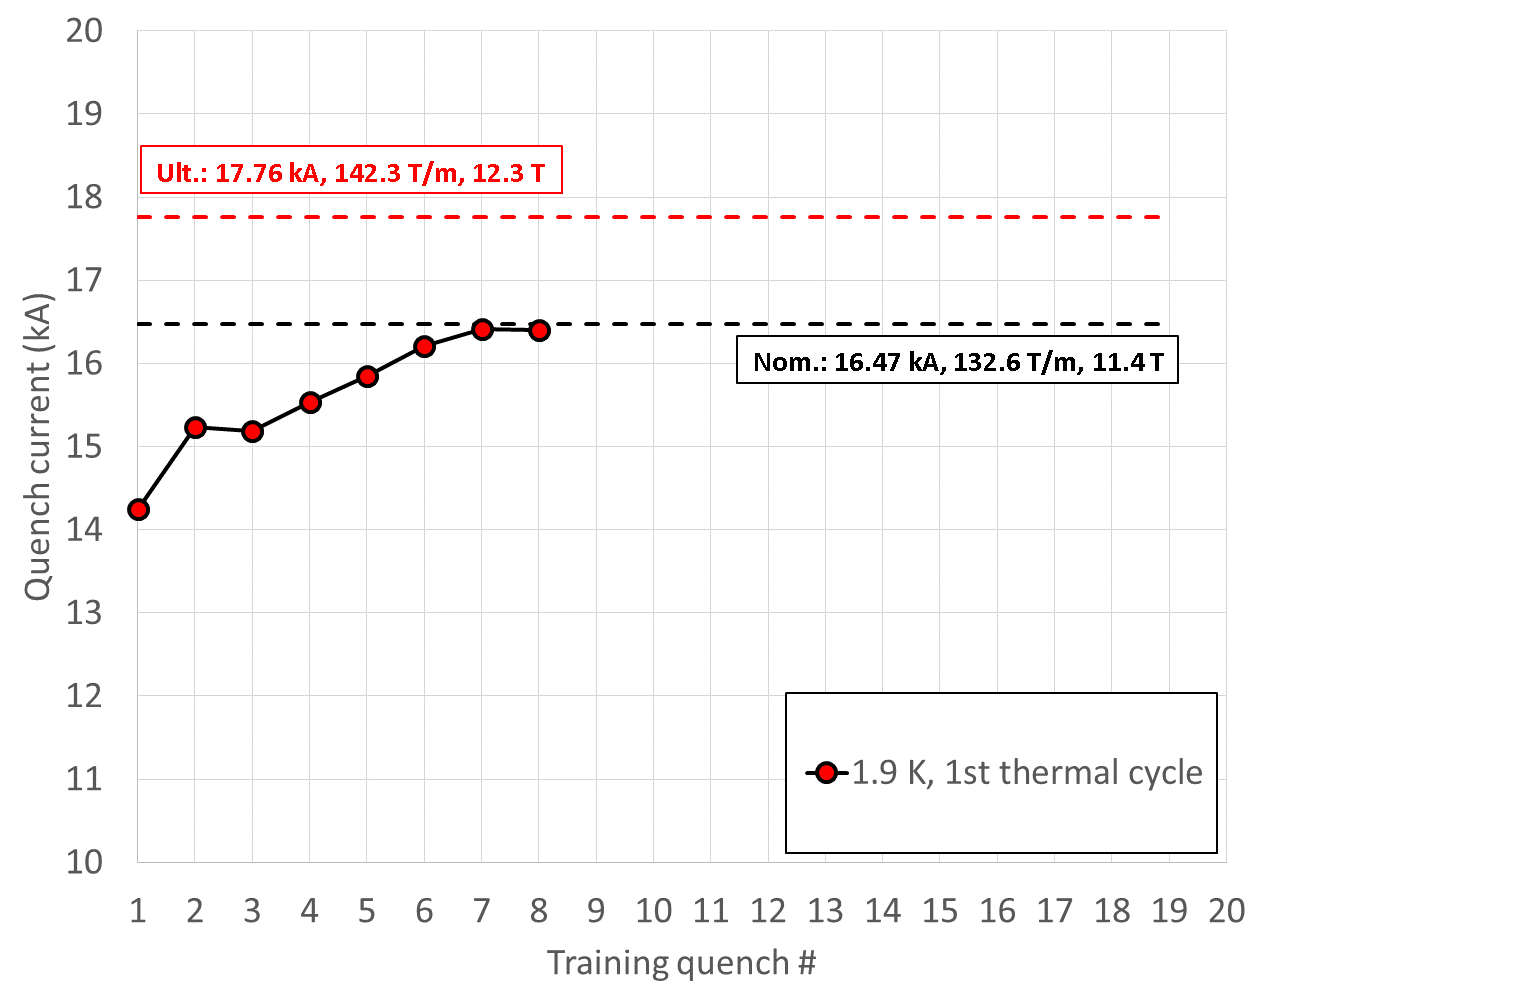 20
19
Ult.: 17.76 kA, 142.3 T/m, 12.3 T
18
17
16
Nom.: 16.47 kA, 132.6 T/m, 11.4 T
15
14
13
12
11
10
Quench current (kA)
1.9 K, 1st thermal cycle
1 2 3 4 5 6 7 8 9 10 11 12 13 14 15 16 17 18 19 20
Training quench #